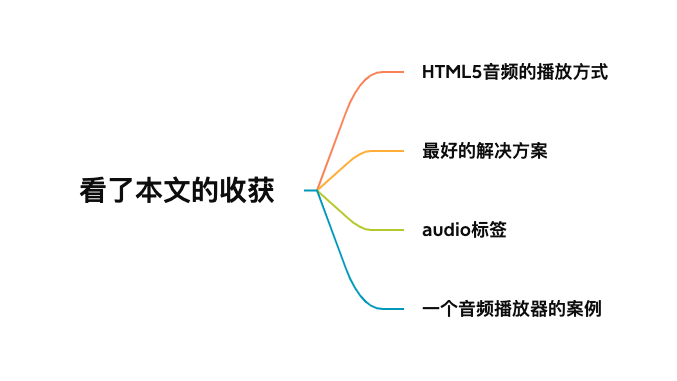 看了本文的收获
HTML5音频的播放方式
最好的解决方案
audio标签
一个音频播放器的案例